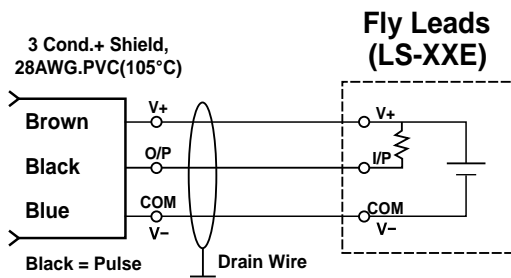 Fly Leads
(LS-XXE)
3 Cond.+ Shield,
28AWG.PVC(105°C)
V+
V+
Brown
O/P
I/P
Black
COM
COM
Blue
V−
V−
Black = Pulse
Drain Wire